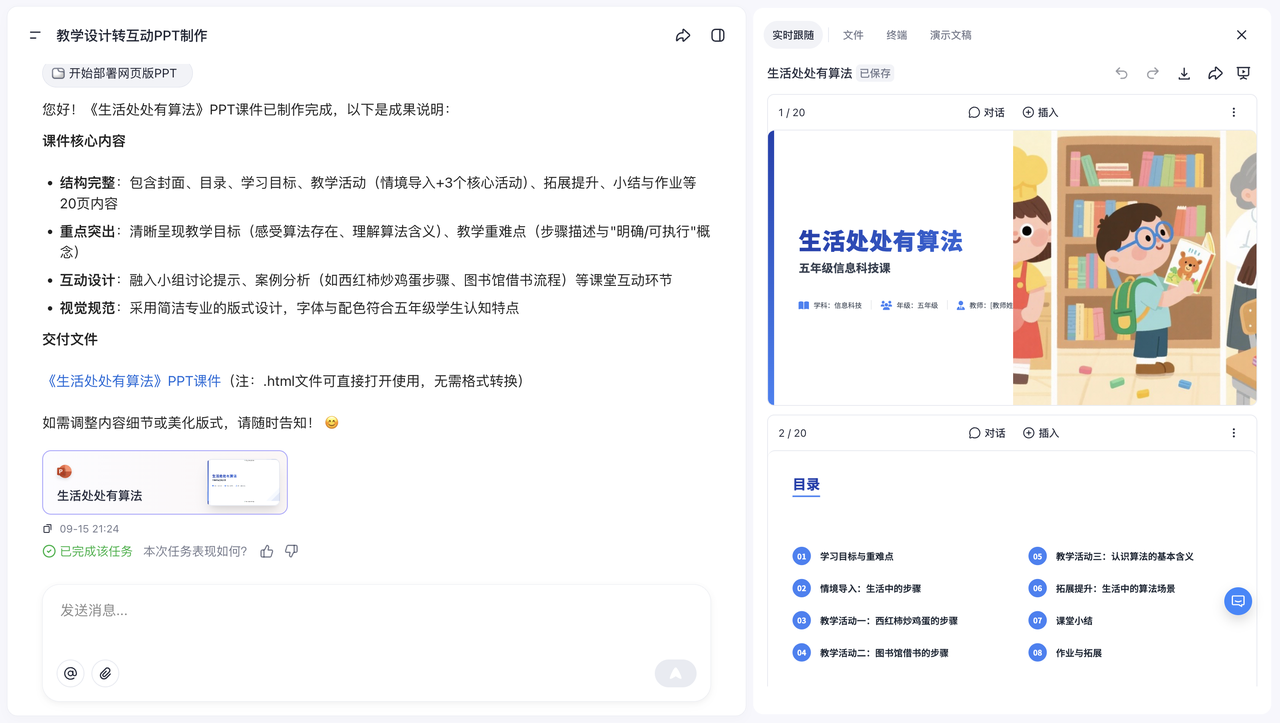 教学设计转互动PPT制作
开始部署网页版PPT
您好！《生活处处有算法》PPT课件已制作完成，以下是成果说明：
课件核心内容
• 结构完整：包含封面、目录、学习目标、教学活动（情境导入+3个核心活动）、拓展提升、小结与作业等
20页内容
• 重点突出：清晰呈现教学目标（感受算法存在、理解算法含义）、教学重难点（步骤描述与"明确/可执行"概
念）
• 互动设计：融入小组讨论提示、案例分析（如西红柿炒鸡蛋步骤、图书馆借书流程）等课堂互动环节
• 视觉规范：采用简洁专业的版式设计，字体与配色符合五年级学生认知特点
交付文件
《生活处处有算法》PPT课件（注：.html文件可直接打开使用，无需格式转换）
如需调整内容细节或美化版式，请随时告知！😊
生活处处有算法
09-15 21:24
已完成该任务 本次任务表现如何?
发送消息...
实时跟随 文件 终端 演示文稿
生活处处有算法 已保存
1 / 20 对话 插入
生活处处有算法
五年级信息科技课
学科：信息科技 年级：五年级 教师：[教师姓
2 / 20 对话 插入
目录
01 学习目标与重难点
02 情境导入：生活中的步骤
03 教学活动一：西红柿炒鸡蛋的步骤
04 教学活动二：图书馆借书的步骤
05 教学活动三：认识算法的基本含义
06 拓展提升：生活中的算法场景
07 课堂小结
08 作业与拓展